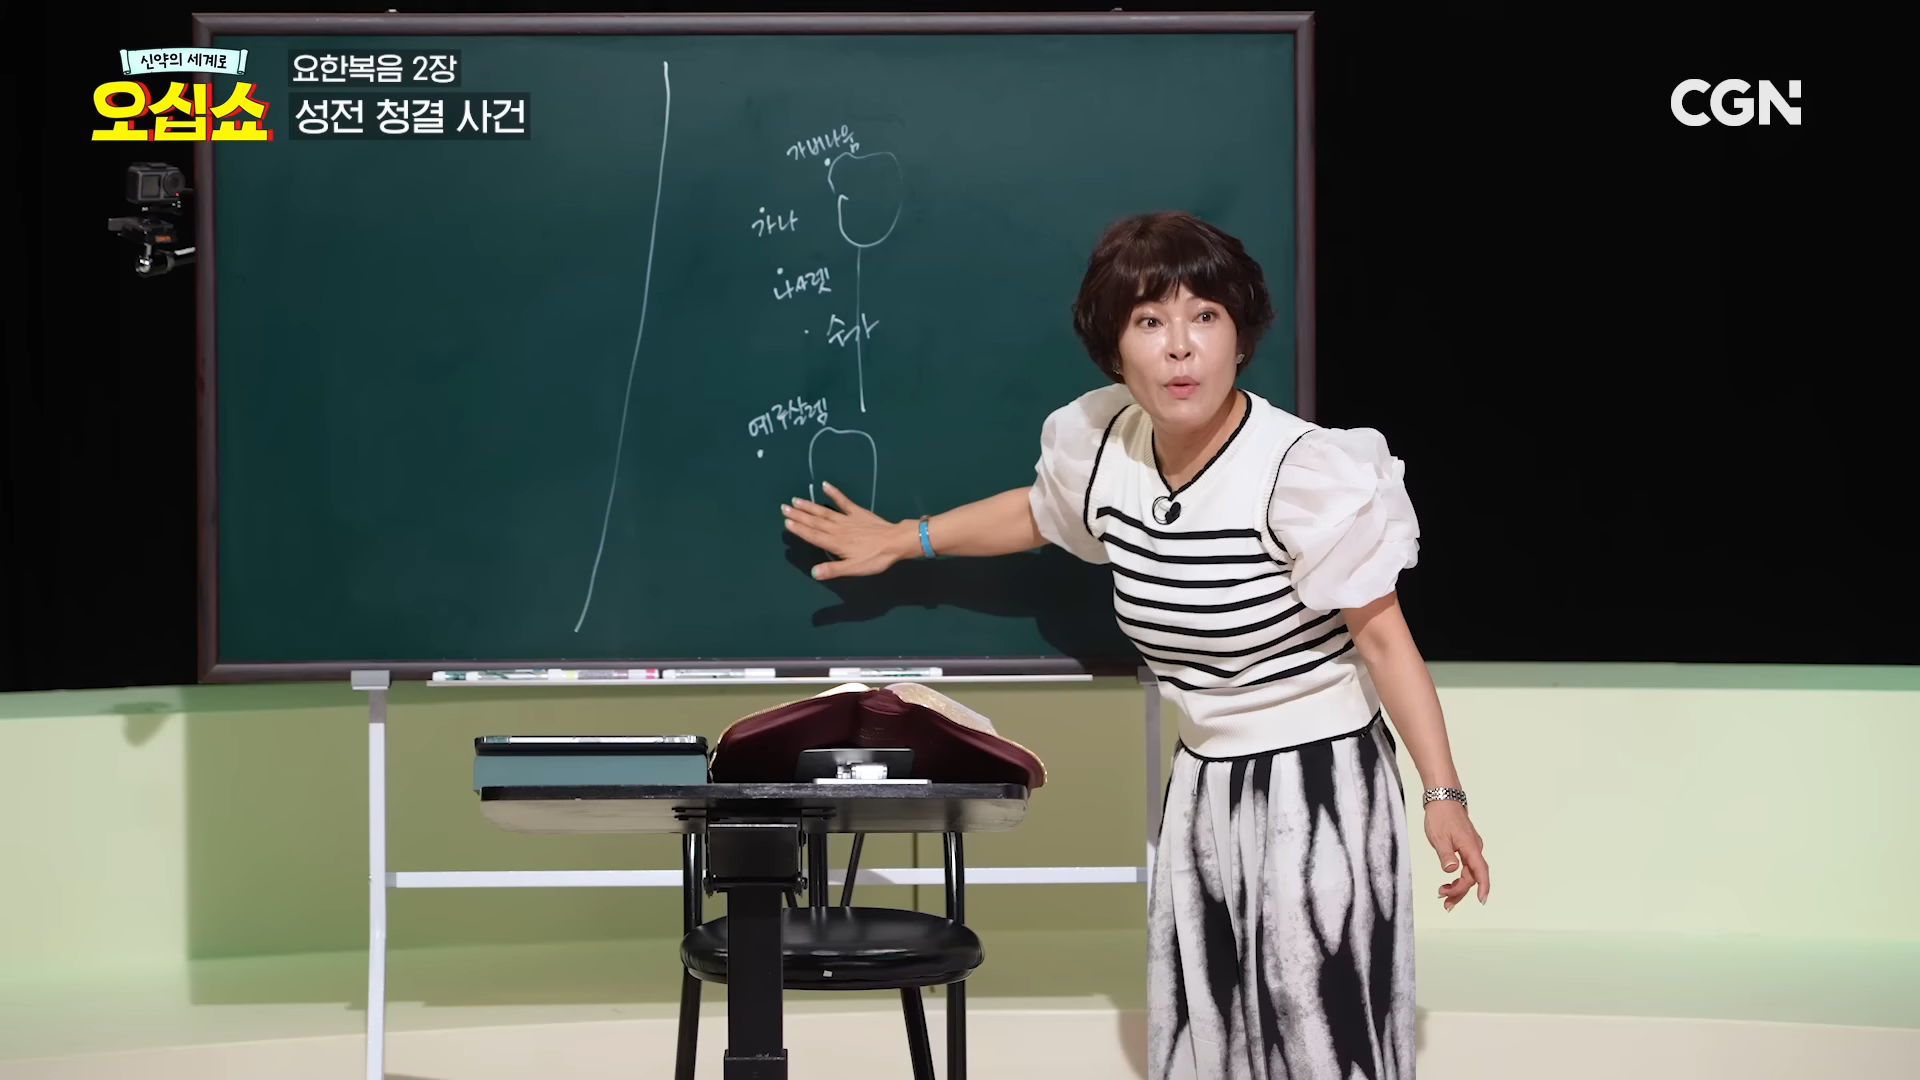 신약의 세계로
오십쇼
요한복음 2장
성전 청결 사건
CGN
가버나움
가나
나사렛
수가
예루살렘